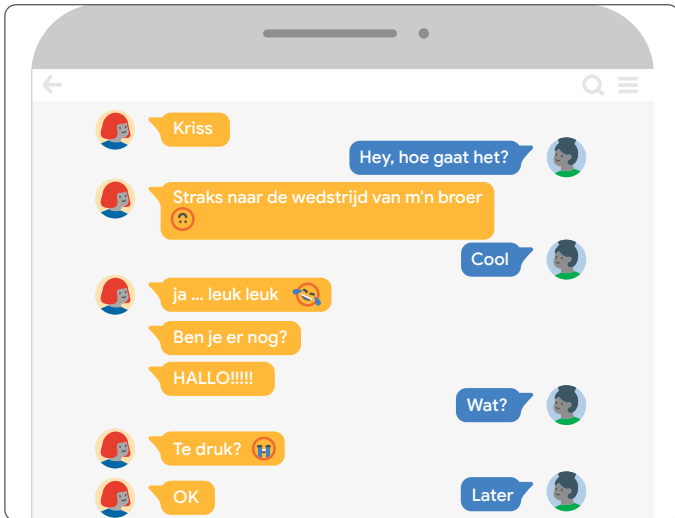 Kriss
Hey, hoe gaat het?
Straks naar de wedstrijd van m'n broer
🙃
Cool
ja ... leuk leuk 😂
Ben je er nog?
HALLO!!!!!
Wat?
Te druk? 😭
Later
OK